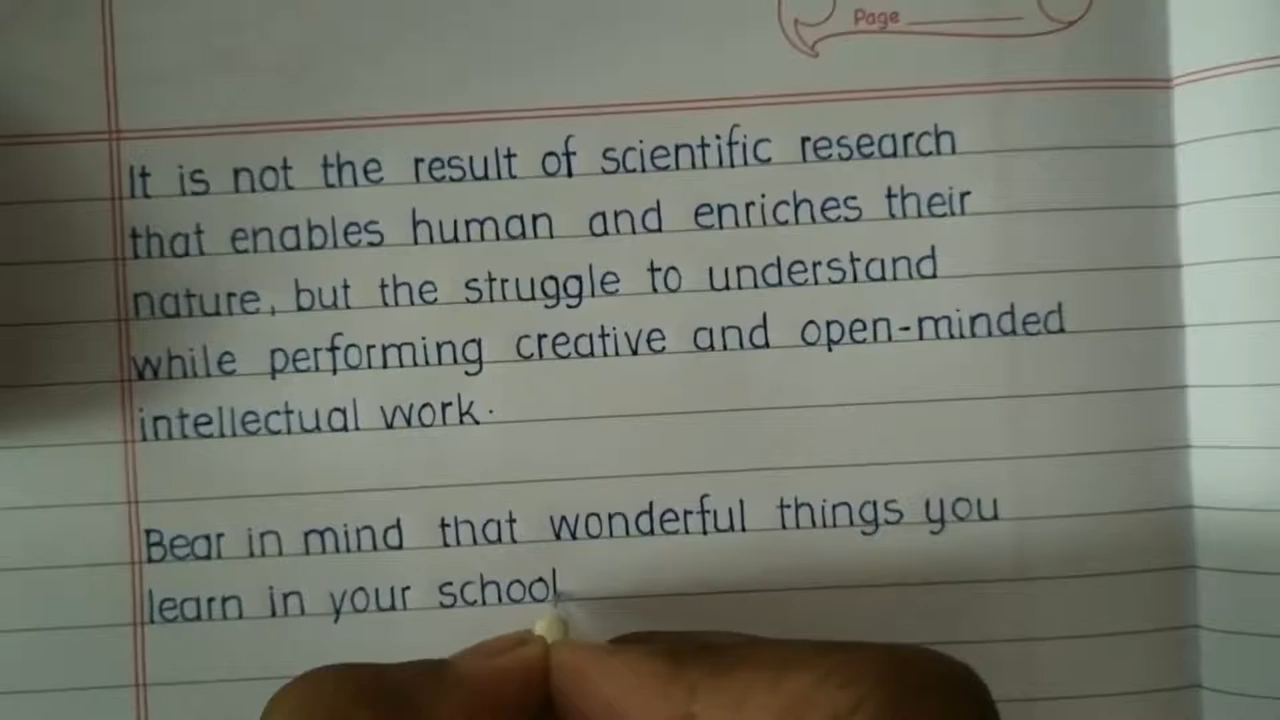 Page
It is not the result of scientific research
that enables human and enriches their
nature, but the struggle to understand
while performing creative and open-minded
intellectual work.
Bear in mind that wonderful things you
learn in your school